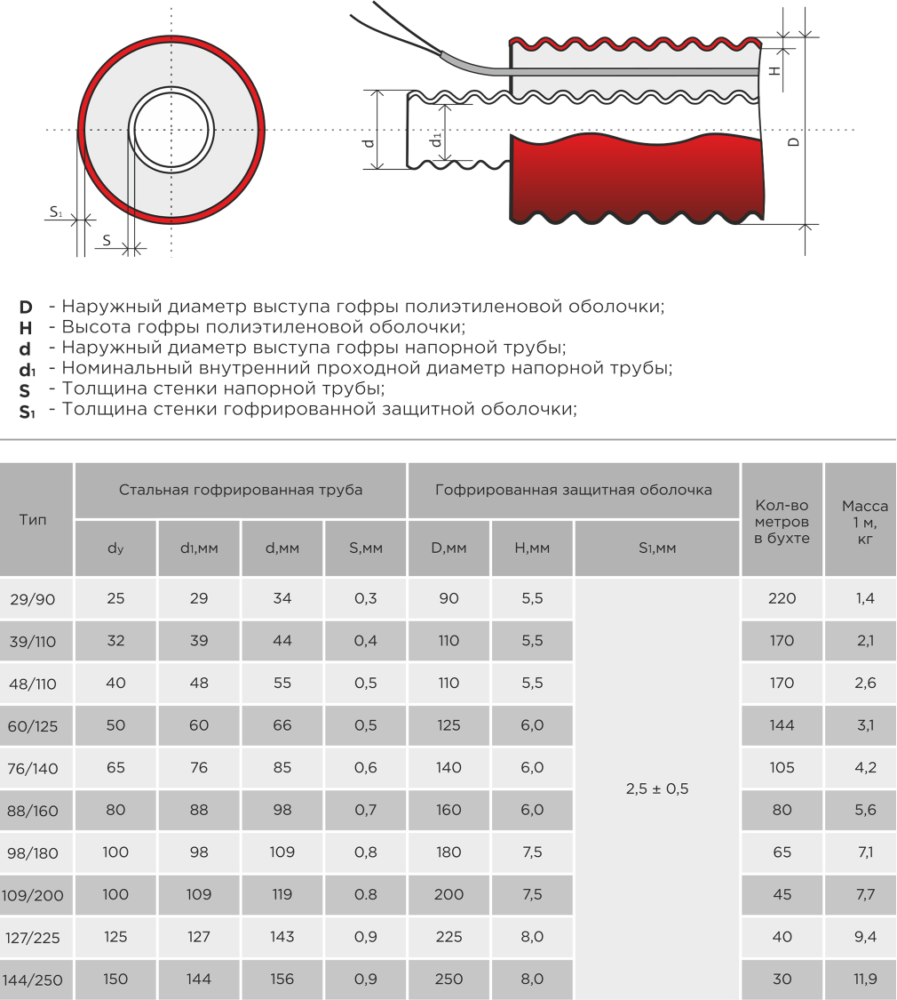 H
D
d
d1
S1
S
D - Наружный диаметр выступа гофры полиэтиленовой оболочки;
H - Высота гофры полиэтиленовой оболочки;
d - Наружный диаметр выступа гофры напорной трубы;
d1 - Номинальный внутренний проходной диаметр напорной трубы;
S - Толщина стенки напорной трубы;
S1 - Толщина стенки гофрированной защитной оболочки;
Тип Стальная гофрированная труба Гофрированная защитная оболочка Кол-во метров в бухте Масса 1 м, кг
dу d1,мм d,мм S,мм D,мм H,мм S1,мм
29/90 25 29 34 0,3 90 5,5 220 1,4
39/110 32 39 44 0,4 110 5,5 170 2,1
48/110 40 48 55 0,5 110 5,5 170 2,6
60/125 50 60 66 0,5 125 6,0 144 3,1
76/140 65 76 85 0,6 140 6,0 105 4,2
2,5 ± 0,5
88/160 80 88 98 0,7 160 6,0 80 5,6
98/180 100 98 109 0,8 180 7,5 65 7,1
109/200 100 109 119 0.8 200 7,5 45 7,7
127/225 125 127 143 0,9 225 8,0 40 9,4
144/250 150 144 156 0,9 250 8,0 30 11,9